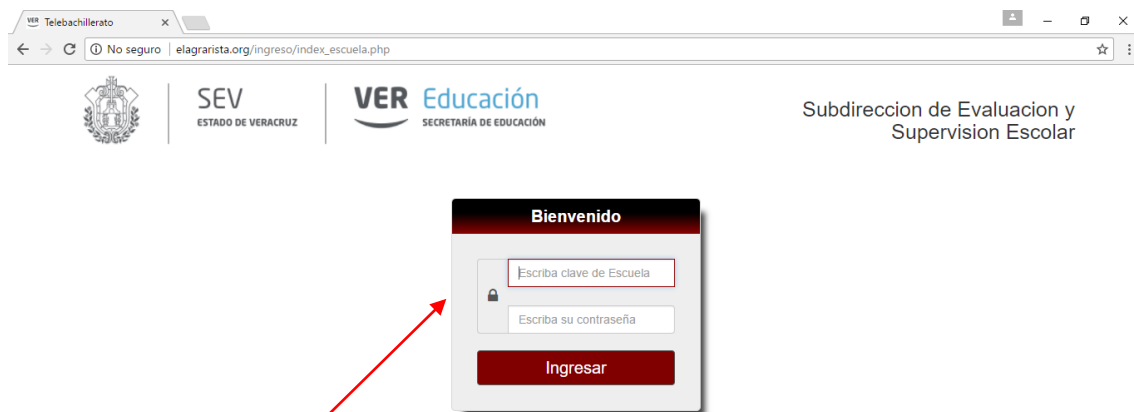 VER Telebachillerato
No seguro | elagrarista.org/ingreso/index_escuela.php
SEV
ESTADO DE VERACRUZ
VER Educación
SECRETARÍA DE EDUCACIÓN
Subdireccion de Evaluacion y
Supervision Escolar
Bienvenido
Escriba clave de Escuela
Escriba su contraseña
Ingresar